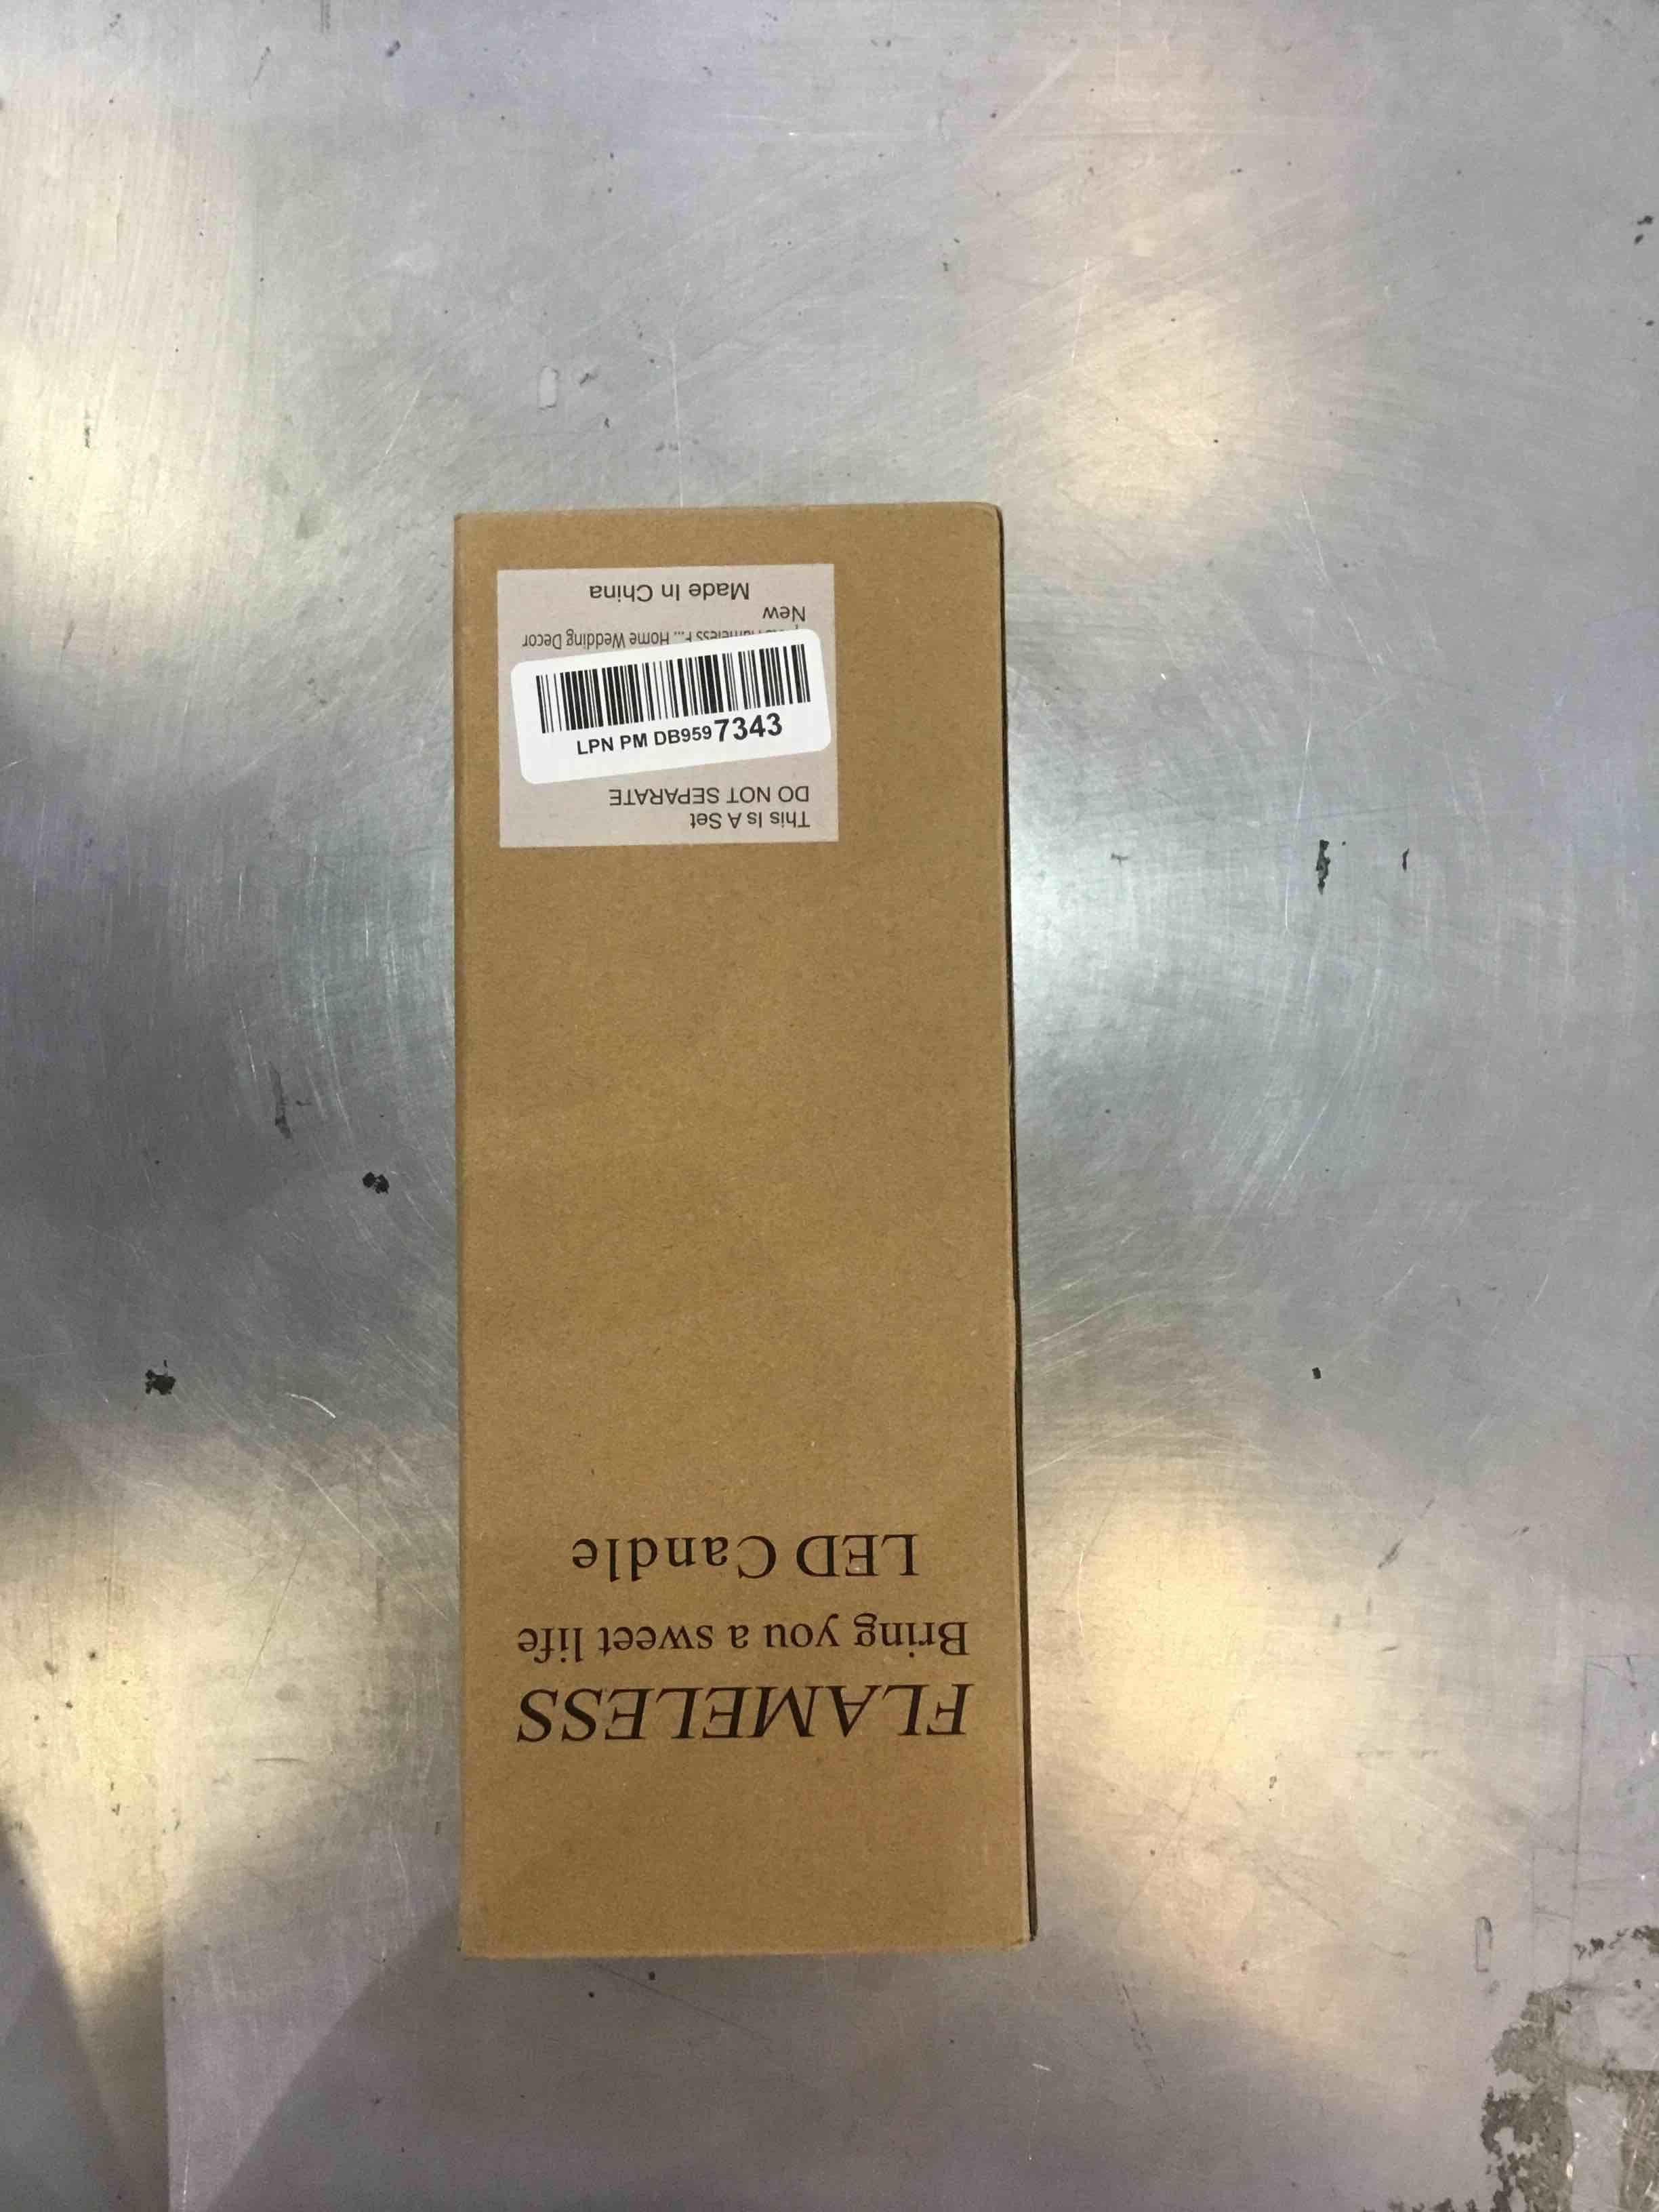 FLAMELESS
Bring you a sweet life
LED Candle
This Is A Set
DO NOT SEPARATE
LPN PM DB9597343
Home Wedding Decor
New
Made In China